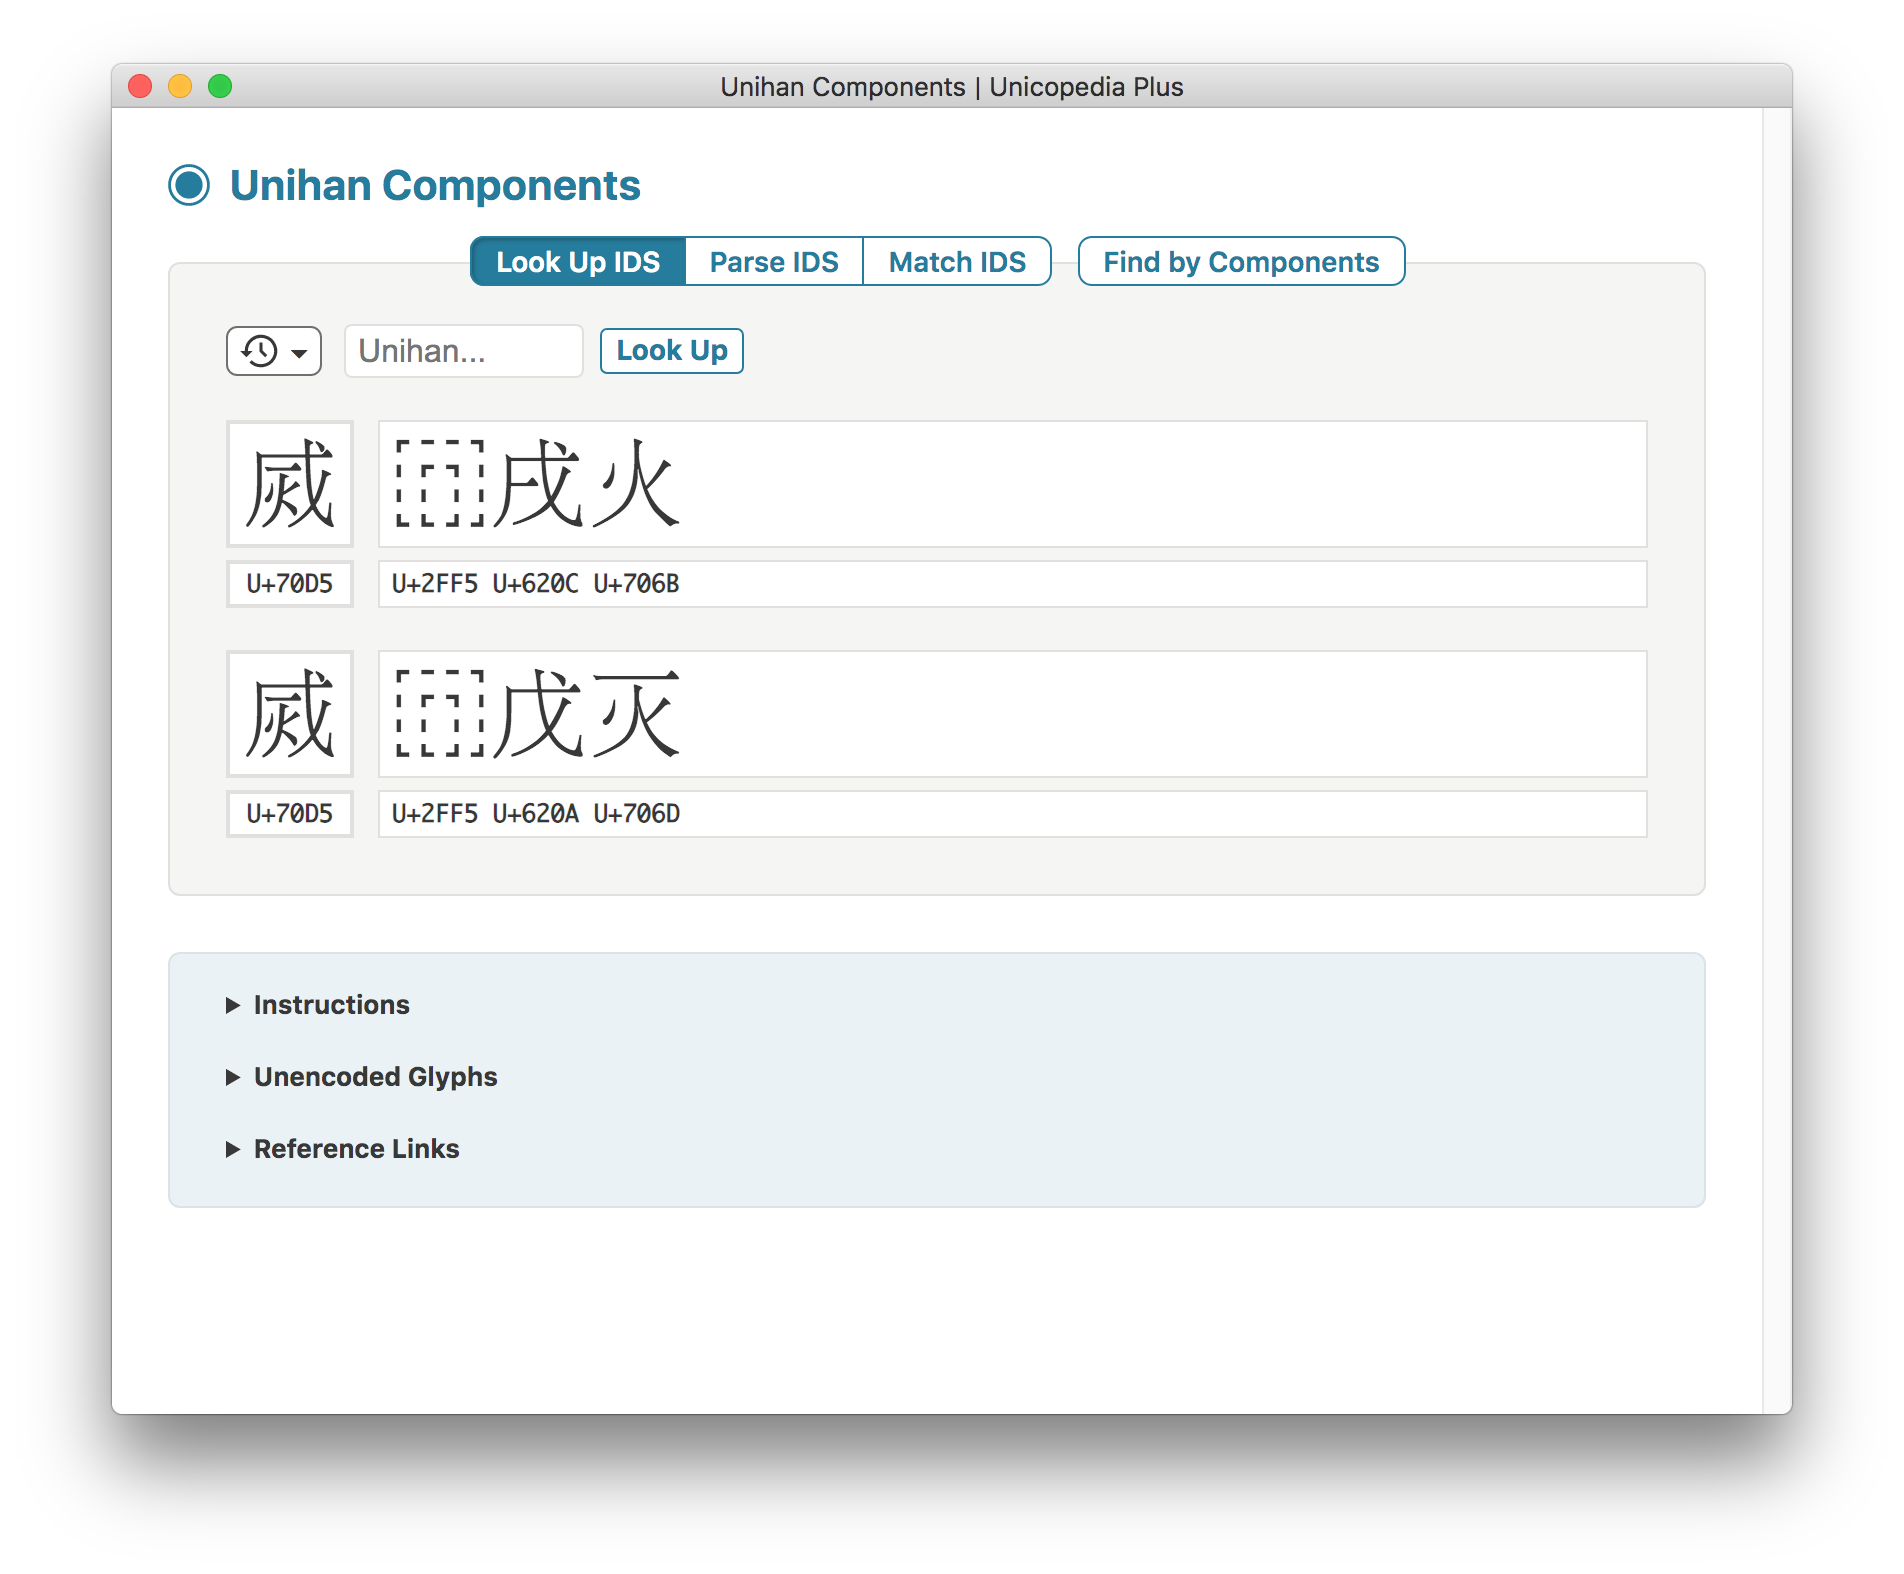 Unihan Components | Unicopedia Plus
Unihan Components
Look Up IDS Parse IDS Match IDS Find by Components
Unihan... Look Up
烕 ⿵戌火
U+70D5 U+2FF5 U+620C U+706B
烕 ⿵戊灭
U+70D5 U+2FF5 U+620A U+706D
Instructions
Unencoded Glyphs
Reference Links